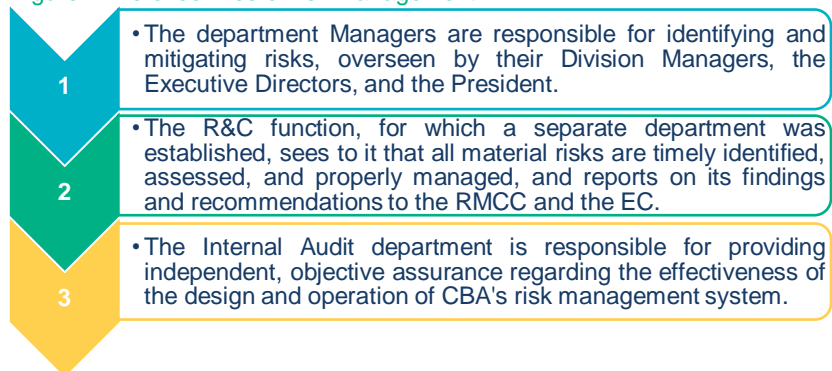 1
•The department Managers are responsible for identifying and
mitigating risks, overseen by their Division Managers, the
Executive Directors, and the President.
2
•The R&C function, for which a separate department was
established, sees to it that all material risks are timely identified,
assessed, and properly managed, and reports on its findings
and recommendations to the RMCC and the EC.
3
•The Internal Audit department is responsible for providing
independent, objective assurance regarding the effectiveness of
the design and operation of CBA's risk management system.